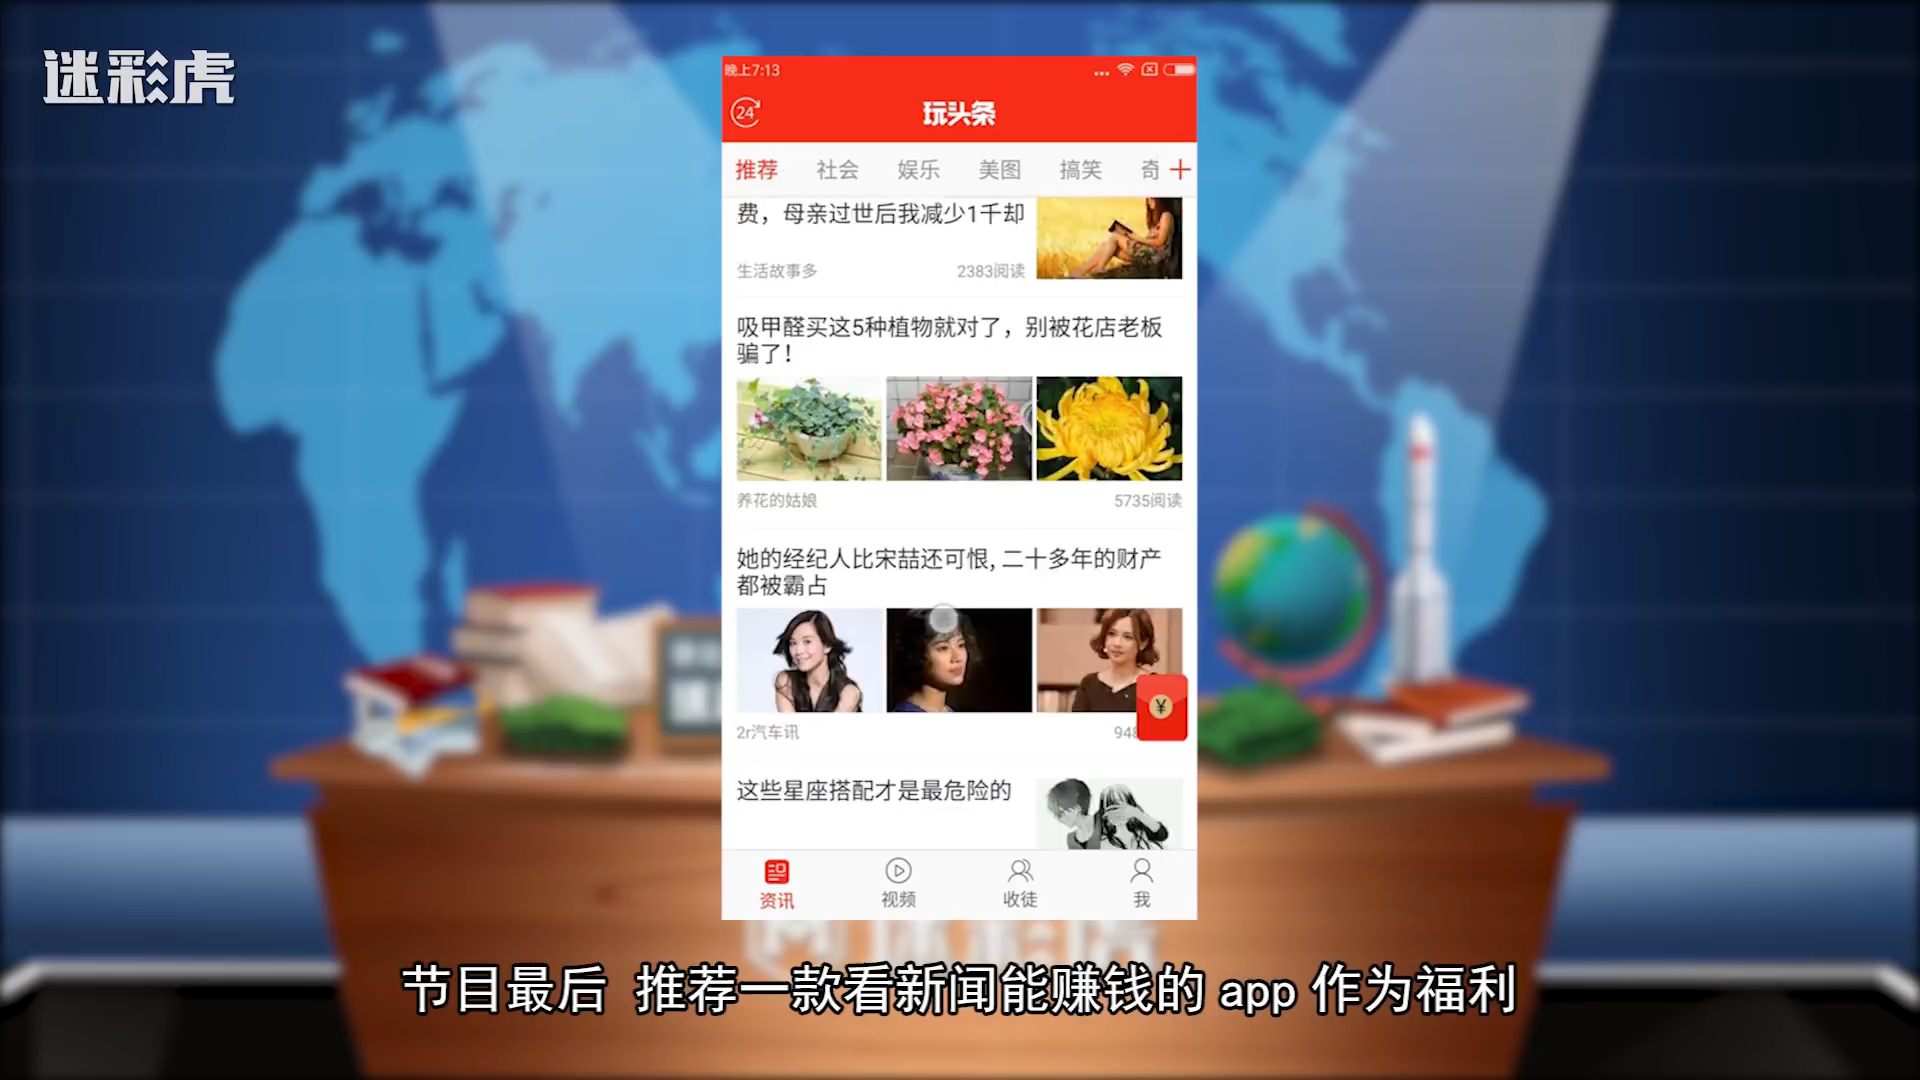 迷彩虎
晚上7:13
24
玩头条
推荐 社会 娱乐 美图 搞笑 奇
费，母亲过世后我减少1千却
生活故事多 2383阅读
吸甲醛买这5种植物就对了，别被花店老板
骗了！
养花的姑娘 5735阅读
她的经纪人比宋喆还可恨,二十多年的财产
都被霸占
2r汽车讯 948
¥
这些星座搭配才是最危险的
资讯 视频 收徒 我
节目最后 推荐一款看新闻能赚钱的 app 作为福利